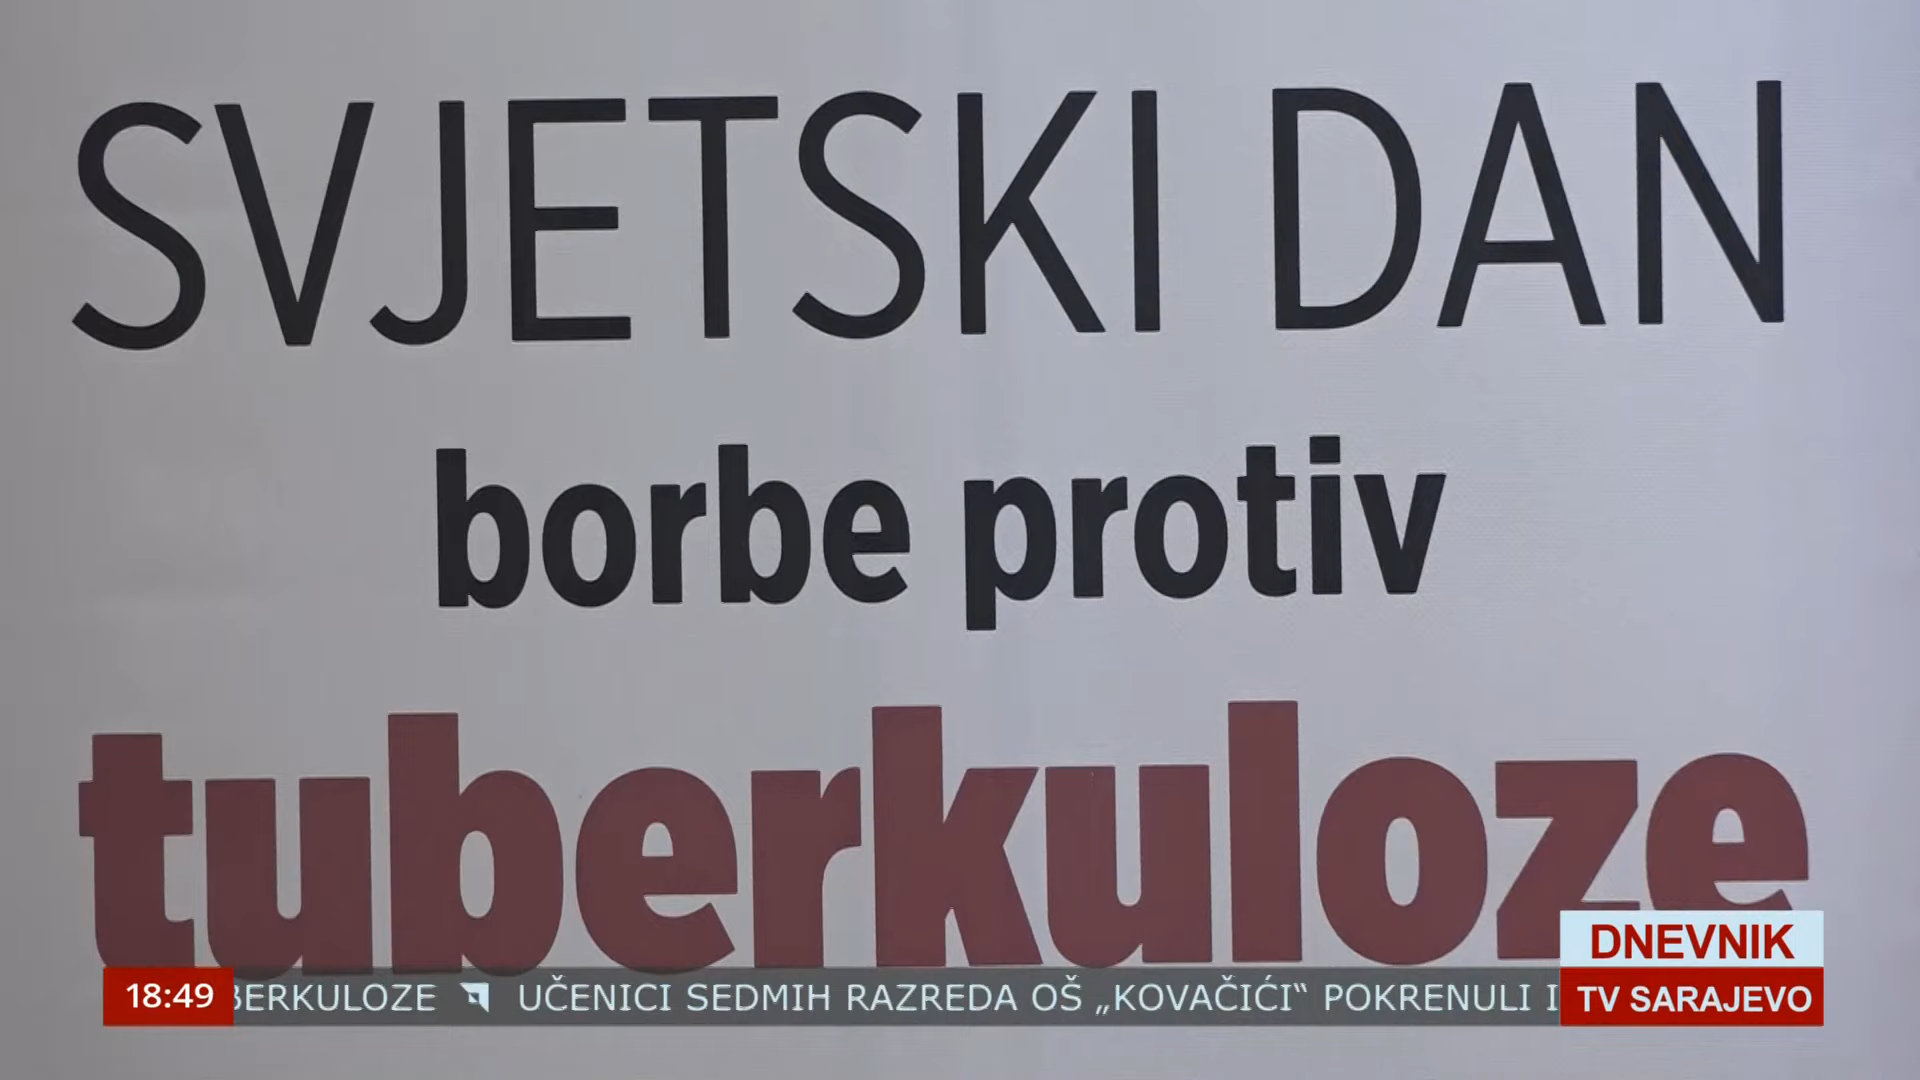 SVJETSKI DAN
borbe protiv
tuberkuloze
DNEVNIK
18:49 BERKULOZE UČENICI SEDMIH RAZREDA OŠ „KOVAČIĆI“ POKRENULI I TV SARAJEVO